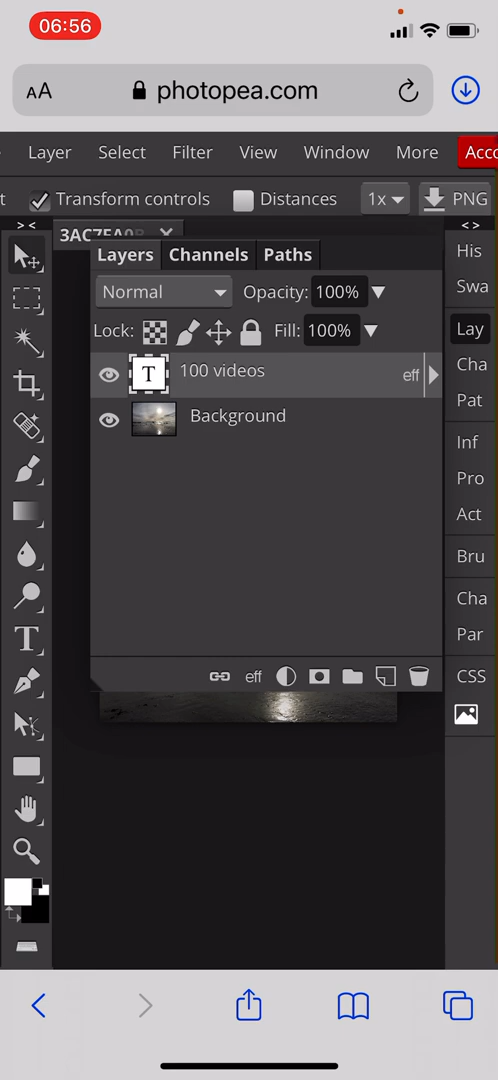 06:56
AA photopea.com
Layer Select Filter View Window More Acco
t Transform controls Distances 1x PNG
> < < >
3AC75A0B
Layers Channels Paths
Normal Opacity: 100%
Lock: Fill: 100%
T 100 videos eff
Background
eff
T
His
Swa
Lay
Cha
Pat
Inf
Pro
Act
Bru
Cha
Par
CSS